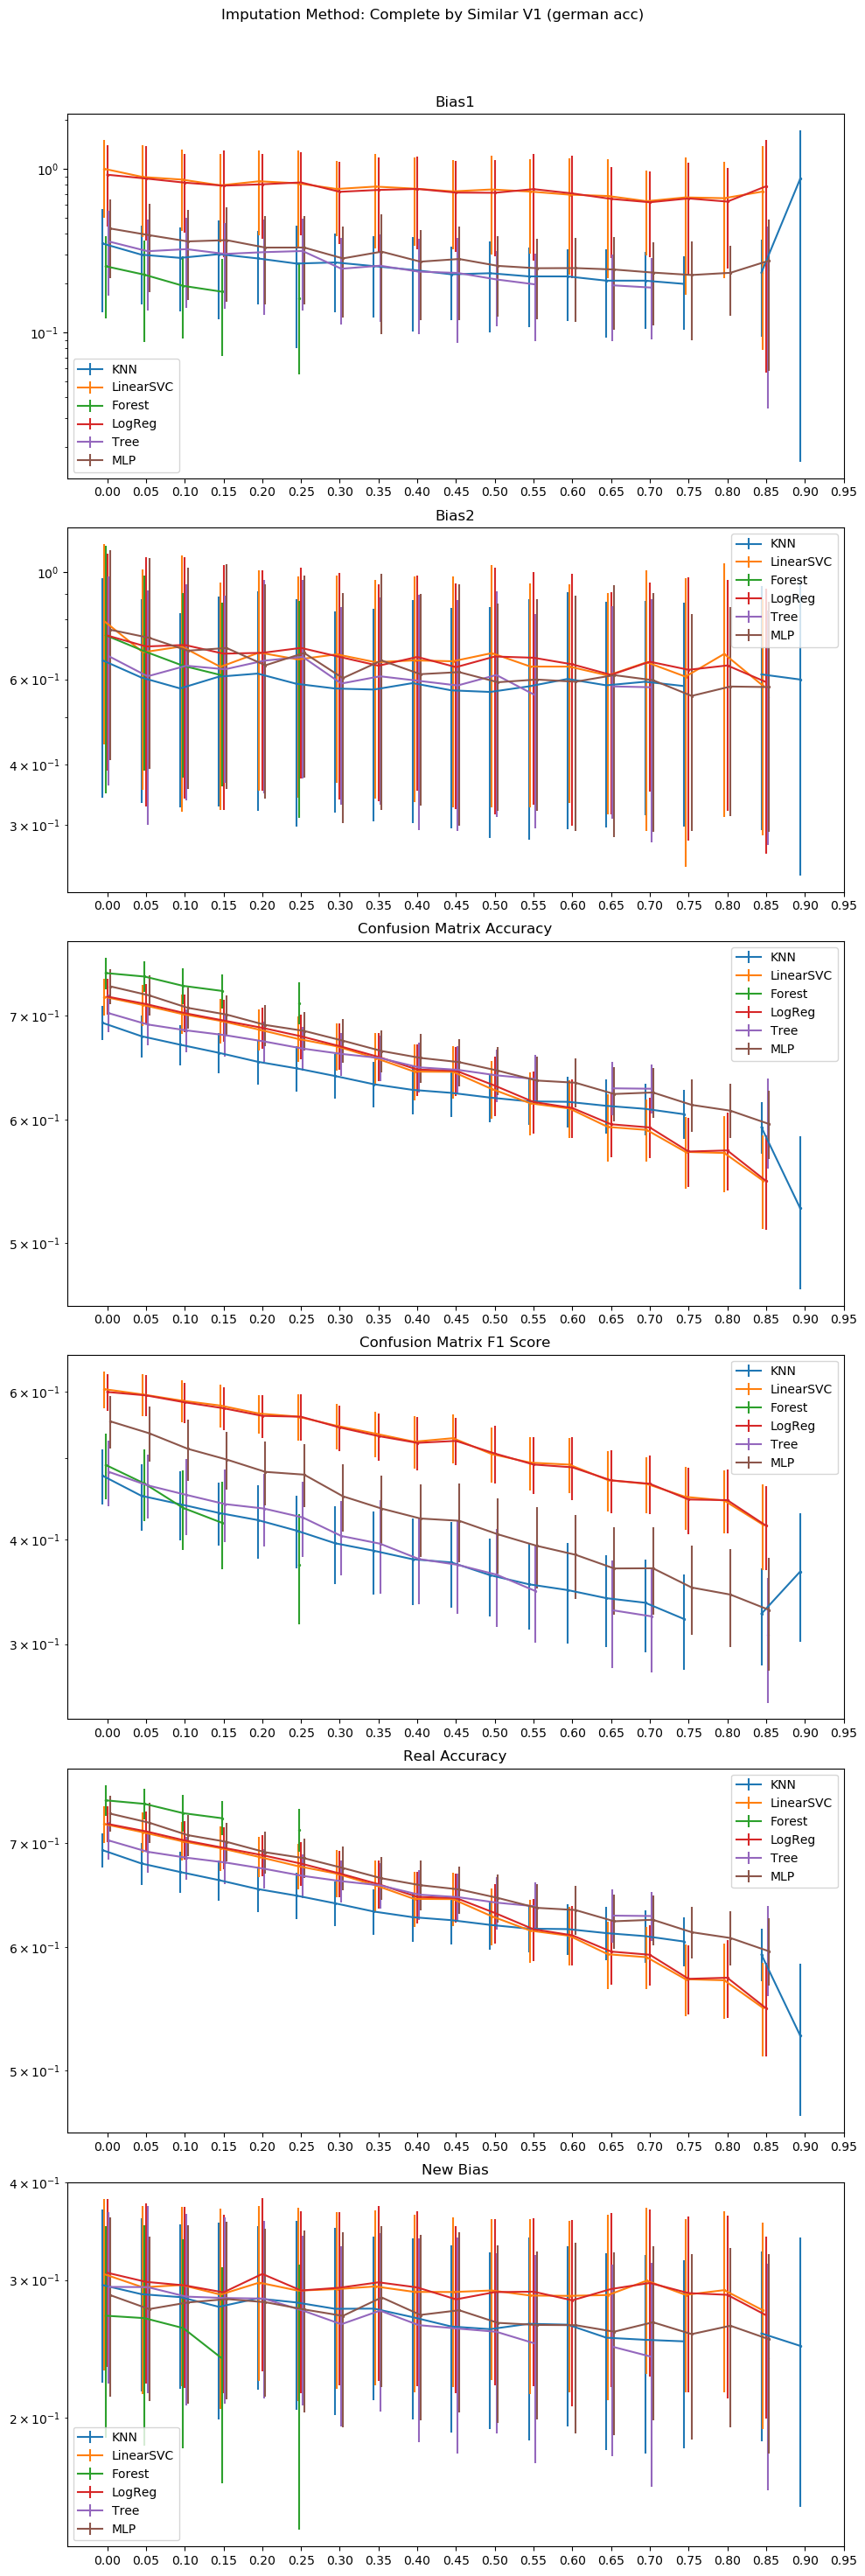 Imputation Method: Complete by Similar V1 (german acc)
Bias1
10⁰
10⁻¹
KNN
LinearSVC
Forest
LogReg
Tree
MLP
0.00 0.05 0.10 0.15 0.20 0.25 0.30 0.35 0.40 0.45 0.50 0.55 0.60 0.65 0.70 0.75 0.80 0.85 0.90 0.95
Bias2
10⁰
6 × 10⁻¹
4 × 10⁻¹
3 × 10⁻¹
KNN
LinearSVC
Forest
LogReg
Tree
MLP
0.00 0.05 0.10 0.15 0.20 0.25 0.30 0.35 0.40 0.45 0.50 0.55 0.60 0.65 0.70 0.75 0.80 0.85 0.90 0.95
Confusion Matrix Accuracy
7 × 10⁻¹
6 × 10⁻¹
5 × 10⁻¹
KNN
LinearSVC
Forest
LogReg
Tree
MLP
0.00 0.05 0.10 0.15 0.20 0.25 0.30 0.35 0.40 0.45 0.50 0.55 0.60 0.65 0.70 0.75 0.80 0.85 0.90 0.95
Confusion Matrix F1 Score
6 × 10⁻¹
4 × 10⁻¹
3 × 10⁻¹
KNN
LinearSVC
Forest
LogReg
Tree
MLP
0.00 0.05 0.10 0.15 0.20 0.25 0.30 0.35 0.40 0.45 0.50 0.55 0.60 0.65 0.70 0.75 0.80 0.85 0.90 0.95
Real Accuracy
7 × 10⁻¹
6 × 10⁻¹
5 × 10⁻¹
KNN
LinearSVC
Forest
LogReg
Tree
MLP
0.00 0.05 0.10 0.15 0.20 0.25 0.30 0.35 0.40 0.45 0.50 0.55 0.60 0.65 0.70 0.75 0.80 0.85 0.90 0.95
New Bias
4 × 10⁻¹
3 × 10⁻¹
2 × 10⁻¹
KNN
LinearSVC
Forest
LogReg
Tree
MLP
0.00 0.05 0.10 0.15 0.20 0.25 0.30 0.35 0.40 0.45 0.50 0.55 0.60 0.65 0.70 0.75 0.80 0.85 0.90 0.95